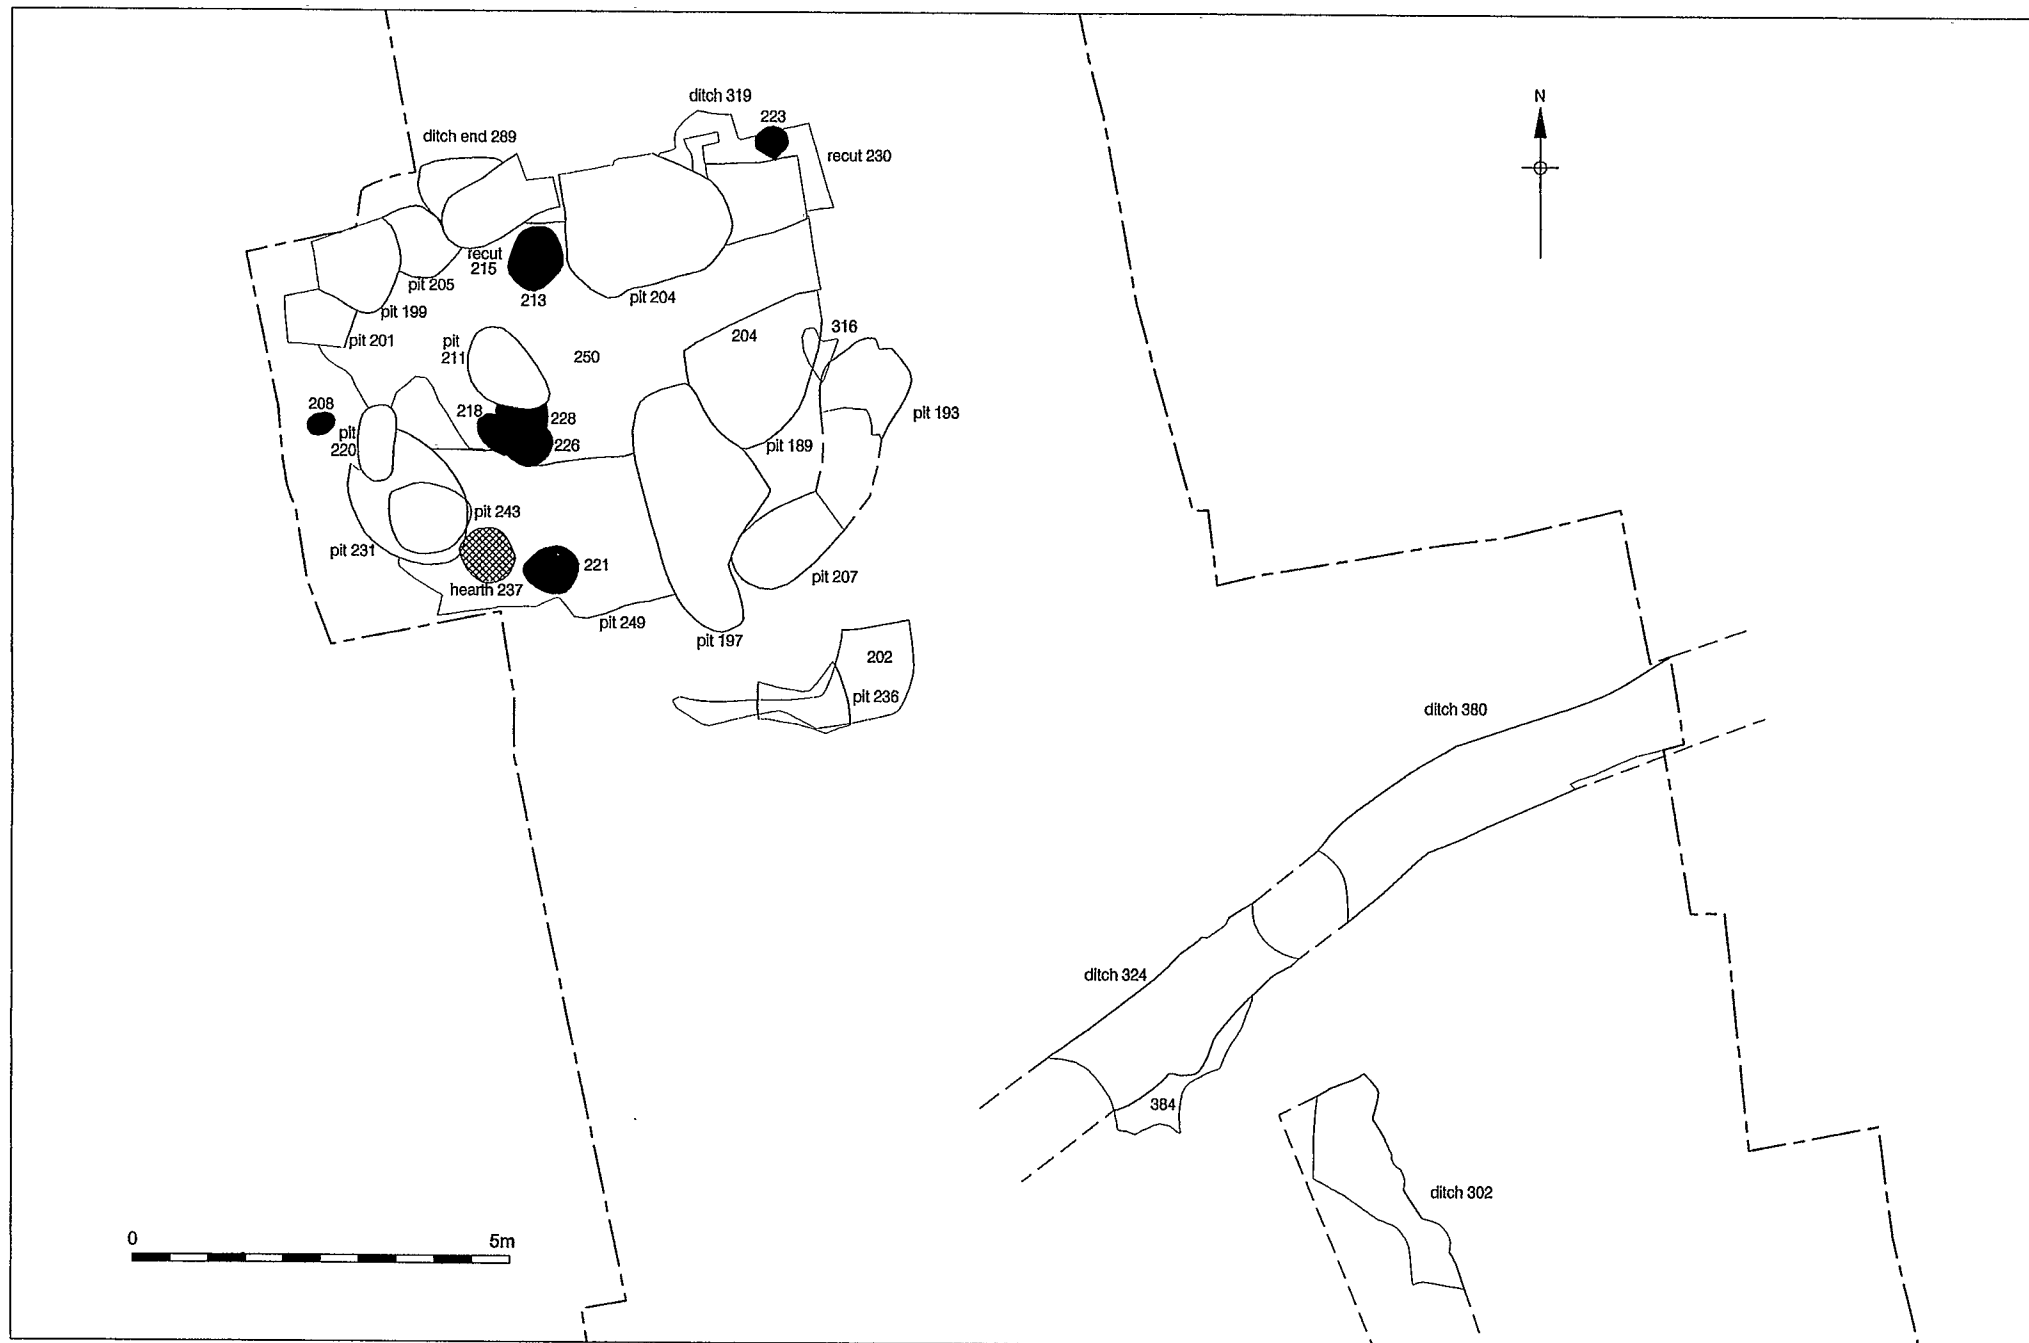 N
ditch 319
223
ditch end 289
recut 230
recut
215
pit 205
213
pit 204
pit 199
pit 201
pit
211
250
204
316
208
218
228
pit 193
pit
220
226
pit 189
pit 243
pit 231
221
hearth 237
pit 207
pit 249
pit 197
202
pit 236
ditch 380
ditch 324
384
ditch 302
0
5m